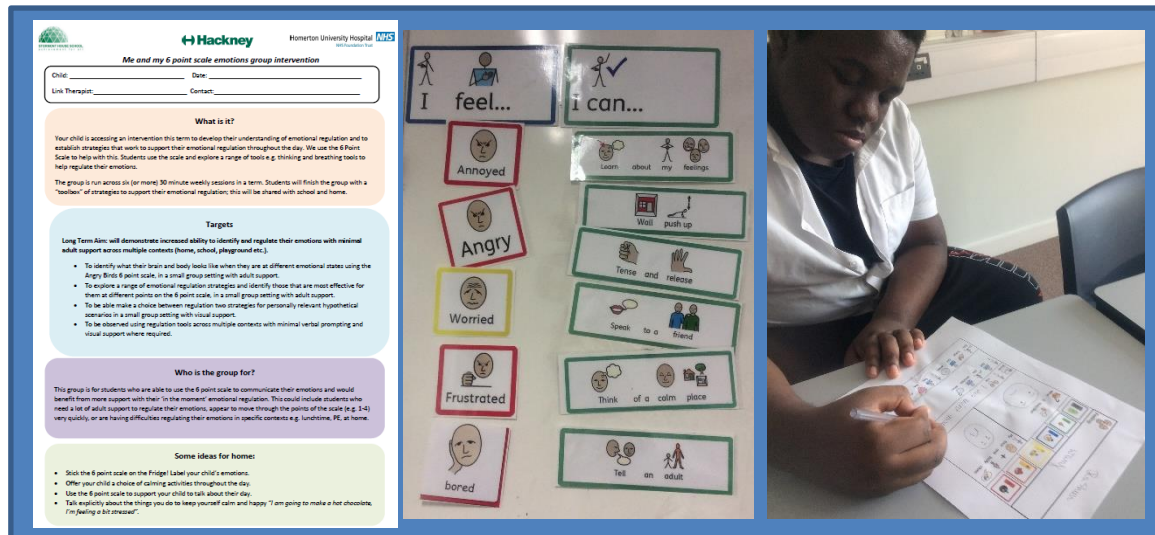 STORMONT HOUSE SCHOOL
Hackney
Homerton University Hospital NHS
NHS Foundation Trust
Me and my 6 point scale emotions group intervention
Child: Date:
Link Therapist: Contact:
What is it?
Your child is accessing an intervention this term to develop their understanding of emotional regulation and to
establish strategies that work to support their emotional regulation throughout the day. We use the 6 Point
Scale to help with this. Students use the scale and explore a range of tools e.g. thinking and breathing tools to
help regulate their emotions.
The group is run across six (or more) 30 minute weekly sessions in a term. Students will finish the group with a
"toolbox" of strategies to support their emotional regulation; this will be shared with school and home.
Targets
Long Term Aim: will demonstrate increased ability to identify and regulate their emotions with minimal
adult support across multiple contexts (home, school, playground etc.).
• To identify what their brain and body looks like when they are at different emotional states using the
Angry Birds 6 point scale, in a small group setting with adult support.
• To explore a range of emotional regulation strategies and identify those that are most effective for
them at different points on the 6 point scale, in a small group setting with adult support.
• To be able make a choice between regulation two strategies for personally relevant hypothetical
scenarios in a small group setting with visual support.
• To be observed using regulation tools across multiple contexts with minimal verbal prompting and
visual support where required.
Who is the group for?
This group is for students who are able to use the 6 point scale to communicate their emotions and would
benefit from more support with their 'in the moment' emotional regulation. This could include students who
need a lot of adult support to regulate their emotions, appear to move through the points of the scale (e.g. 1-4)
very quickly, or are having difficulties regulating their emotions in specific contexts e.g. lunchtime, PE, at home.
Some ideas for home:
• Stick the 6 point scale on the Fridge! Label your child's emotions.
• Offer your child a choice of calming activities throughout the day.
• Use the 6 point scale to support your child to talk about their day.
• Talk explicitly about the things you do to keep yourself calm and happy "I am going to make a hot chocolate,
I'm feeling a bit stressed".
I feel...
Annoyed
Angry
Worried
Frustrated
bored
I can...
Learn about my feelings
Wall push up
Tense and release
Speak to a friend
Think of a calm place
Tell an adult